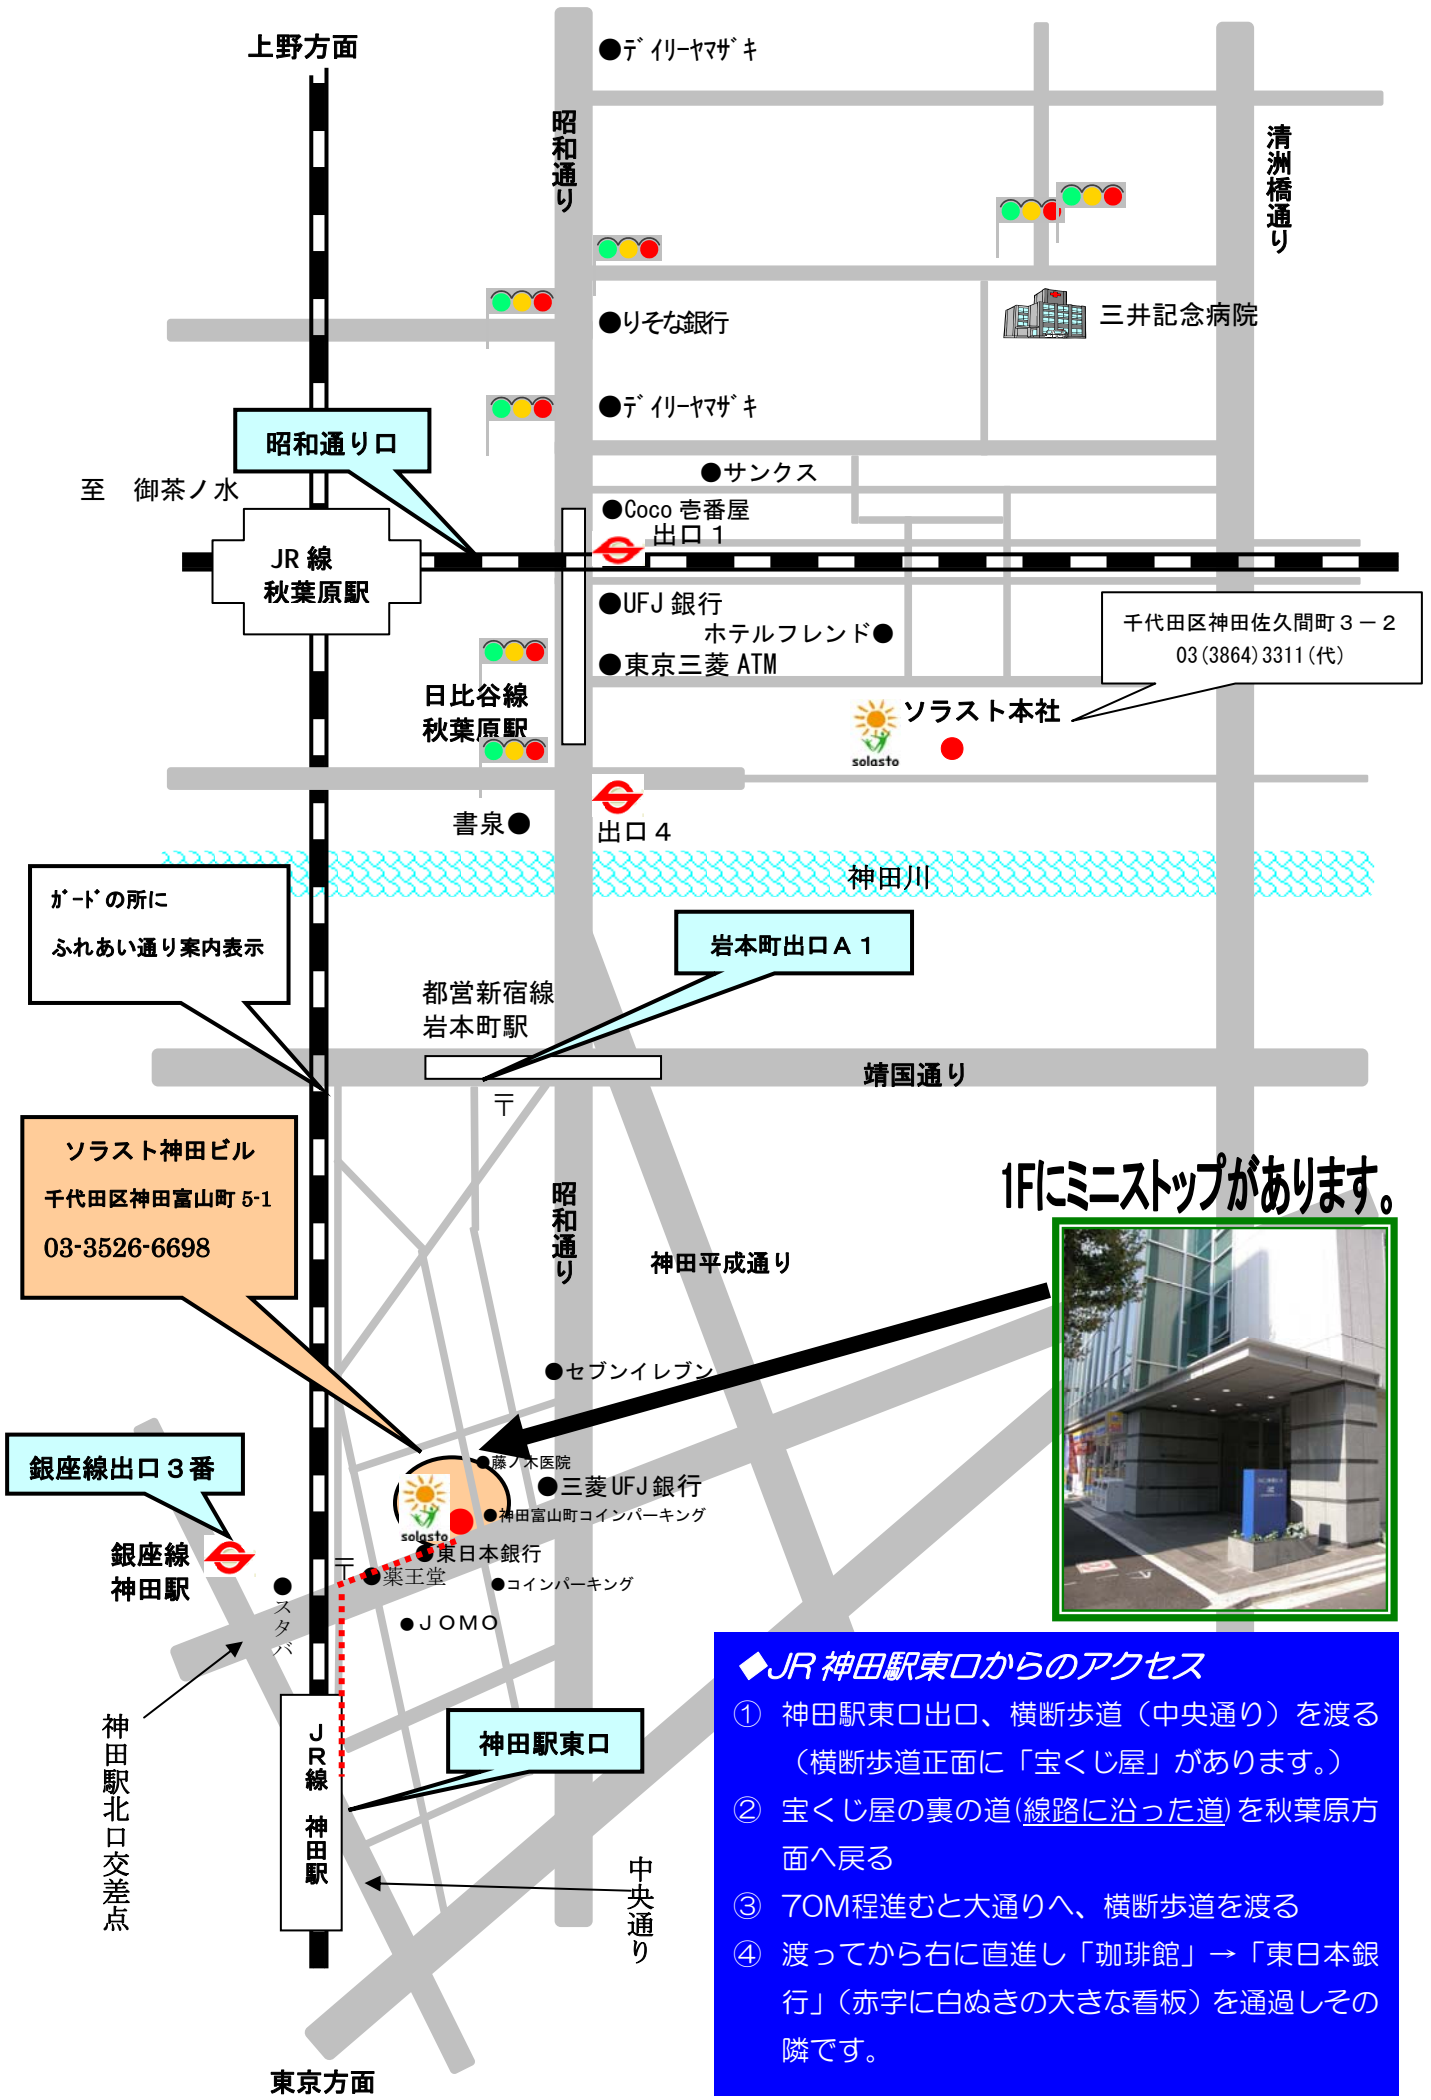 上野方面
●デイリーヤマザキ
昭和通り
清洲橋通り
●りそな銀行
三井記念病院
●デイリーヤマザキ
昭和通り口
●サンクス
至　御茶ノ水
●Coco 壱番屋
出口 1
JR 線
秋葉原駅
●UFJ 銀行
ホテルフレンド●
●東京三菱 ATM
千代田区神田佐久間町３－２
03(3864)3311(代)
日比谷線
秋葉原駅
ソラスト本社
solasto
書泉●
出口 4
神田川
ガードの所に
ふれあい通り案内表示
岩本町出口Ａ１
都営新宿線
岩本町駅
靖国通り
〒
ソラスト神田ビル
千代田区神田富山町 5-1
03-3526-6698
1Fにミニストップがあります。
昭和通り
神田平成通り
●セブンイレブン
銀座線出口３番
●藤ノ木医院
●三菱 UFJ 銀行
●神田富山町コインパーキング
solasto
●東日本銀行
銀座線
神田駅
〒
●薬王堂
●コインパーキング
●スタバ
●ＪＯＭＯ
神田駅北口交差点
JR線　神田駅
神田駅東口
中央通り
東京方面
◆JR 神田駅東口からのアクセス
① 神田駅東口出口、横断歩道（中央通り）を渡る
（横断歩道正面に「宝くじ屋」があります。）
② 宝くじ屋の裏の道(線路に沿った道)を秋葉原方
面へ戻る
③ 70M程進むと大通りへ、横断歩道を渡る
④ 渡ってから右に直進し「珈琲館」→「東日本銀
行」（赤字に白ぬきの大きな看板）を通過しその
隣です。